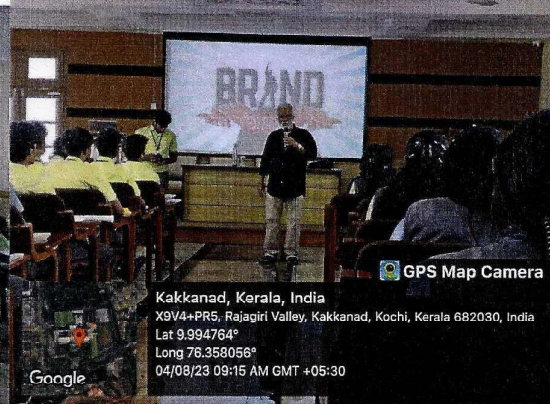 BRAND
GPS Map Camera
Kakkanad, Kerala, India
X9V4+PR5, Rajagiri Valley, Kakkanad, Kochi, Kerala 682030, India
Lat 9.994764°
Long 76.358056°
04/08/23 09:15 AM GMT +05:30
Google